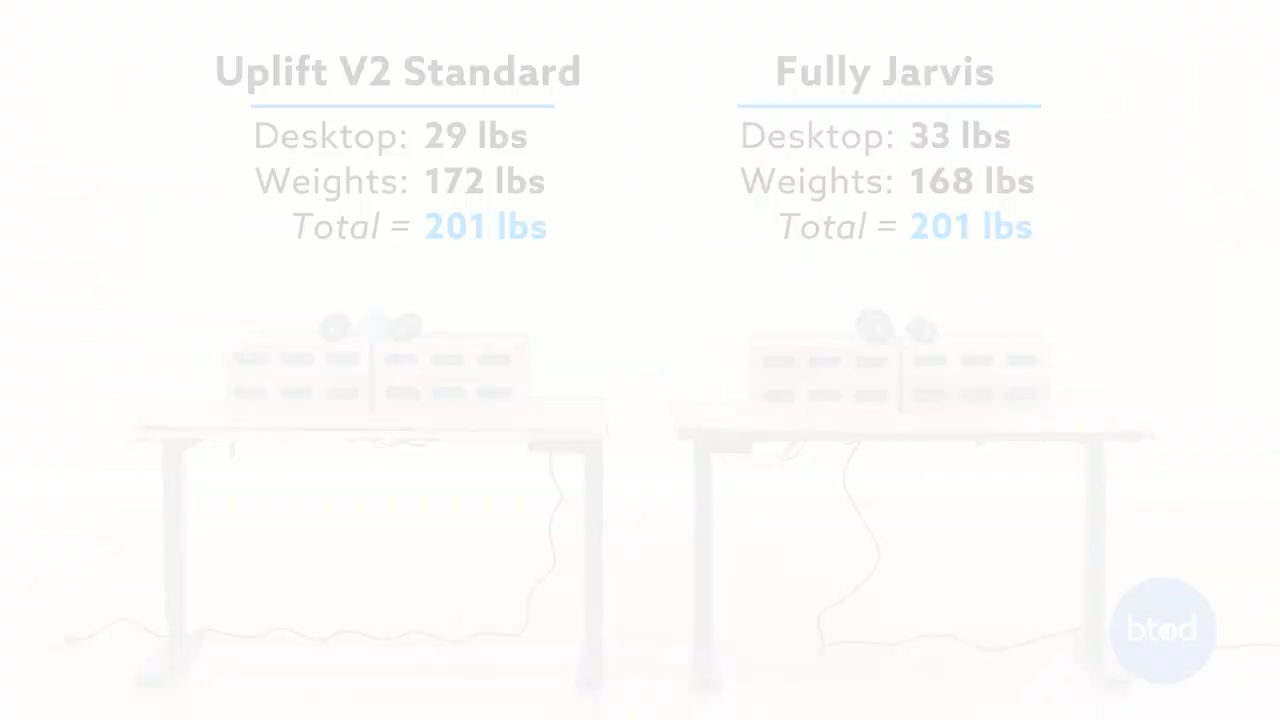 Uplift V2 Standard
Desktop: 29 lbs
Weights: 172 lbs
Total = 201 lbs
Fully Jarvis
Desktop: 33 lbs
Weights: 168 lbs
Total = 201 lbs
btod